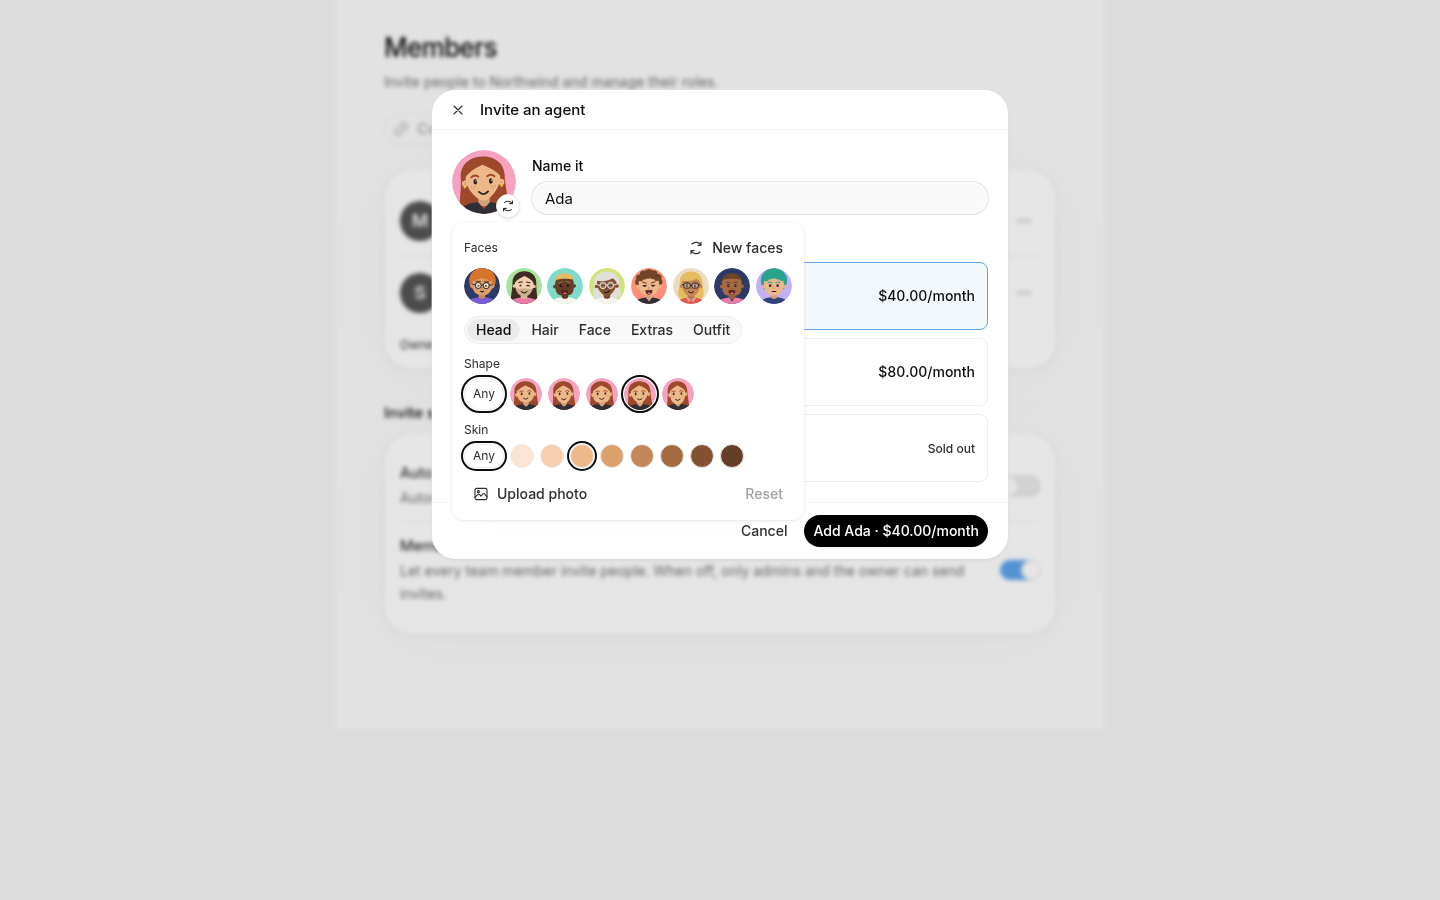 Members
Invite people to Northwind and manage their roles.
Invite an agent
Name it
Ada
Faces
New faces
M
$40.00/month
Head
Hair
Face
Extras
Outfit
S
$80.00/month
Shape
Any
Skin
Any
Sold out
Upload photo
Reset
Cancel
Add Ada · $40.00/month
Let every team member invite people. When off, only admins and the owner can send
invites.